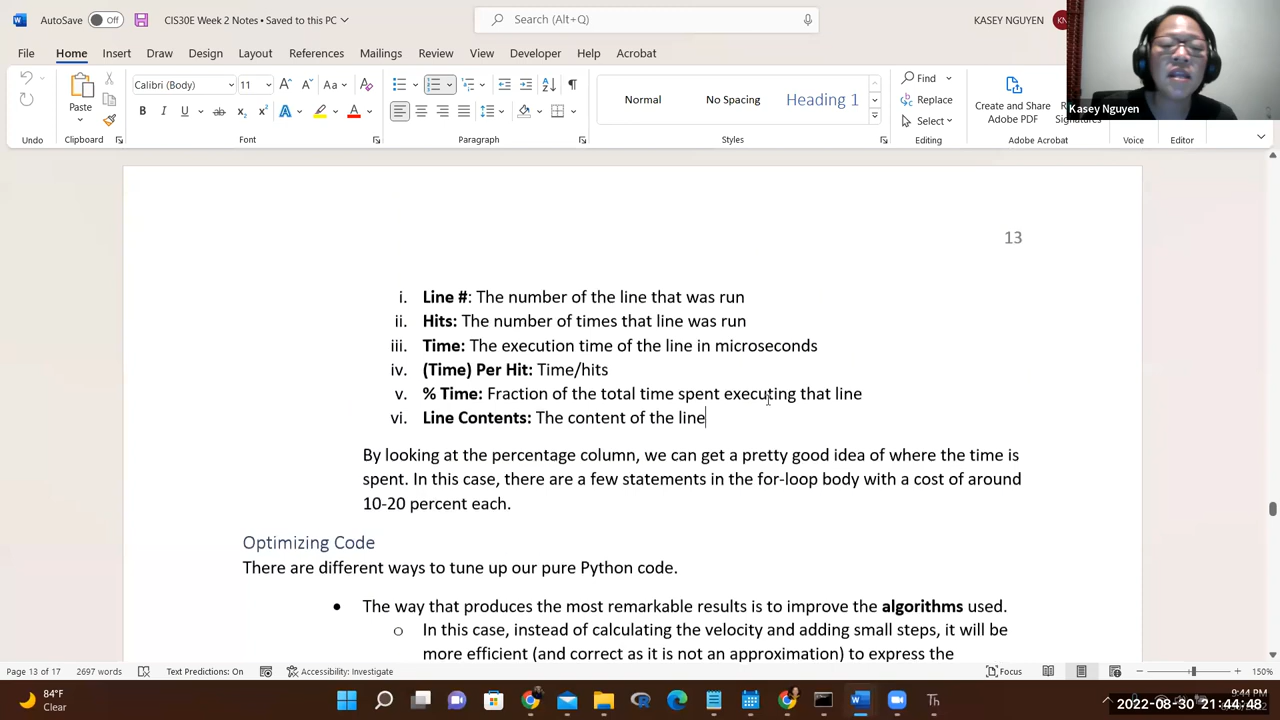 AutoSave Off CIS30E Week 2 Notes • Saved to this PC Search (Alt+Q) KASEY NGUYEN
File Home Insert Draw Design Layout References Mailings Review View Developer Help Acrobat
Calibri (Body) 11 Aa Find
Paste B I U ab x₂ x² A A Normal No Spacing Heading 1 Replace Create and Share
Select Adobe PDF Signatures
Kasey Nguyen
Undo Clipboard Font Paragraph Styles Editing Adobe Acrobat Voice Editor
13
i. Line #: The number of the line that was run
ii. Hits: The number of times that line was run
iii. Time: The execution time of the line in microseconds
iv. (Time) Per Hit: Time/hits
v. % Time: Fraction of the total time spent executing that line
vi. Line Contents: The content of the line
By looking at the percentage column, we can get a pretty good idea of where the time is
spent. In this case, there are a few statements in the for-loop body with a cost of around
10-20 percent each.
Optimizing Code
There are different ways to tune up our pure Python code.
• The way that produces the most remarkable results is to improve the algorithms used.
o In this case, instead of calculating the velocity and adding small steps, it will be
more efficient (and correct as it is not an approximation) to express the
Page 13 of 17 2697 words Text Predictions: On Accessibility: Investigate Focus 150%
84°F
Clear
9:44 PM
2022-08-30 21:44:48